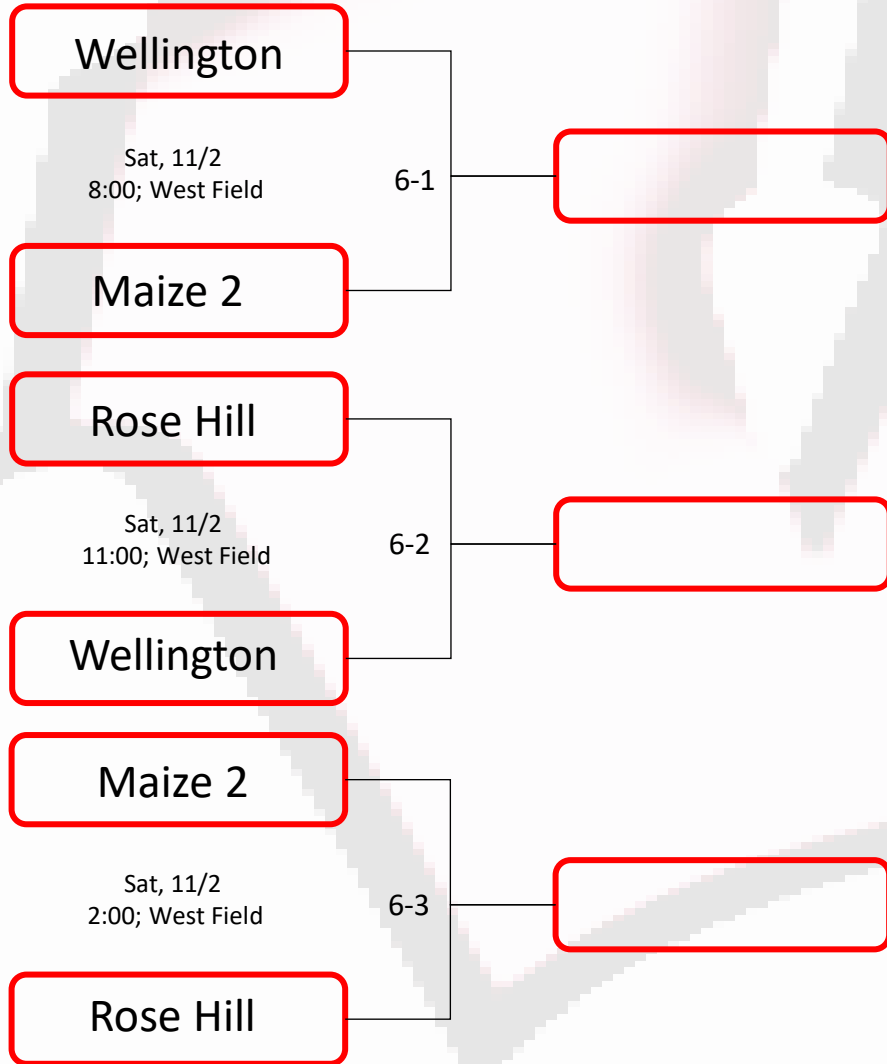 Wellington
Sat, 11/2
8:00; West Field
6-1
Maize 2
Rose Hill
Sat, 11/2
11:00; West Field
6-2
Wellington
Maize 2
Sat, 11/2
2:00; West Field
6-3
Rose Hill